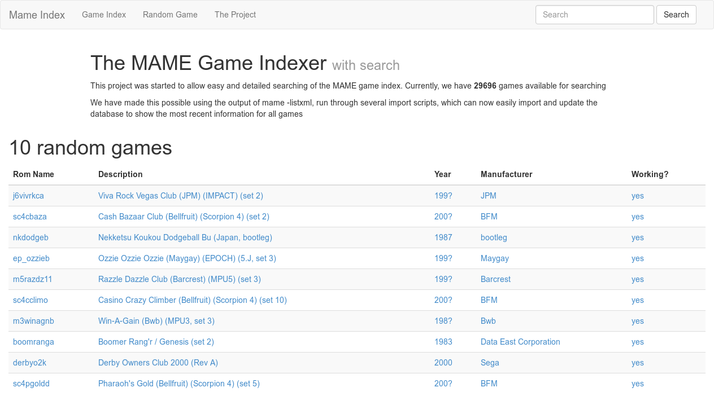 Mame Index Game Index Random Game The Project Search Search
The MAME Game Indexer with search
This project was started to allow easy and detailed searching of the MAME game index. Currently, we have 29696 games available for searching
We have made this possible using the output of mame -listxml, run through several import scripts, which can now easily import and update the
database to show the most recent information for all games
10 random games
Rom Name Description Year Manufacturer Working?
j6vivrkca Viva Rock Vegas Club (JPM) (IMPACT) (set 2) 199? JPM yes
sc4cbaza Cash Bazaar Club (Bellfruit) (Scorpion 4) (set 2) 200? BFM yes
nkdodgeb Nekketsu Koukou Dodgeball Bu (Japan, bootleg) 1987 bootleg yes
ep_ozzieb Ozzie Ozzie Ozzie (Maygay) (EPOCH) (5.J, set 3) 199? Maygay yes
m5razdz11 Razzle Dazzle Club (Barcrest) (MPU5) (set 3) 199? Barcrest yes
sc4cclimo Casino Crazy Climber (Bellfruit) (Scorpion 4) (set 10) 200? BFM yes
m3winagnb Win-A-Gain (Bwb) (MPU3, set 3) 198? Bwb yes
boomranga Boomer Rang'r / Genesis (set 2) 1983 Data East Corporation yes
derbyo2k Derby Owners Club 2000 (Rev A) 2000 Sega yes
sc4pgoldd Pharaoh's Gold (Bellfruit) (Scorpion 4) (set 5) 200? BFM yes